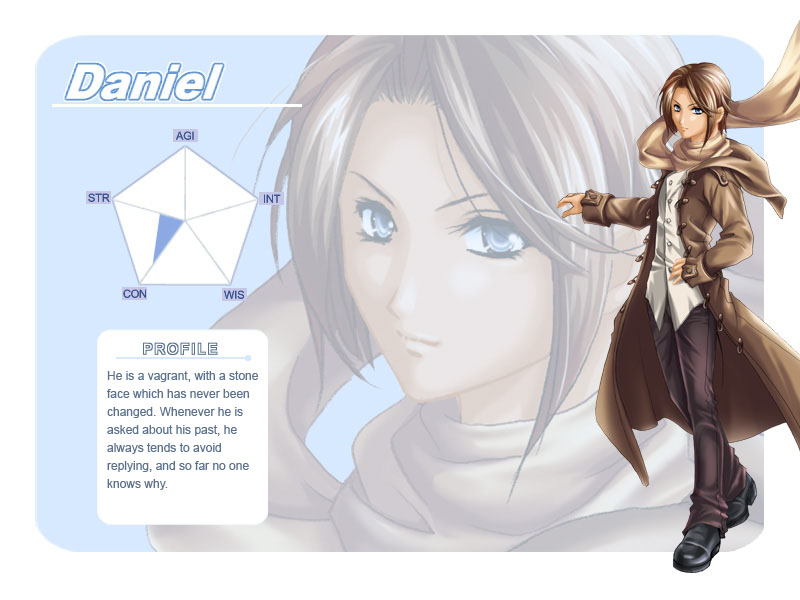 Daniel
AGI
STR
INT
CON
WIS
PROFILE
He is a vagrant, with a stone
face which has never been
changed. Whenever he is
asked about his past, he
always tends to avoid
replying, and so far no one
knows why.